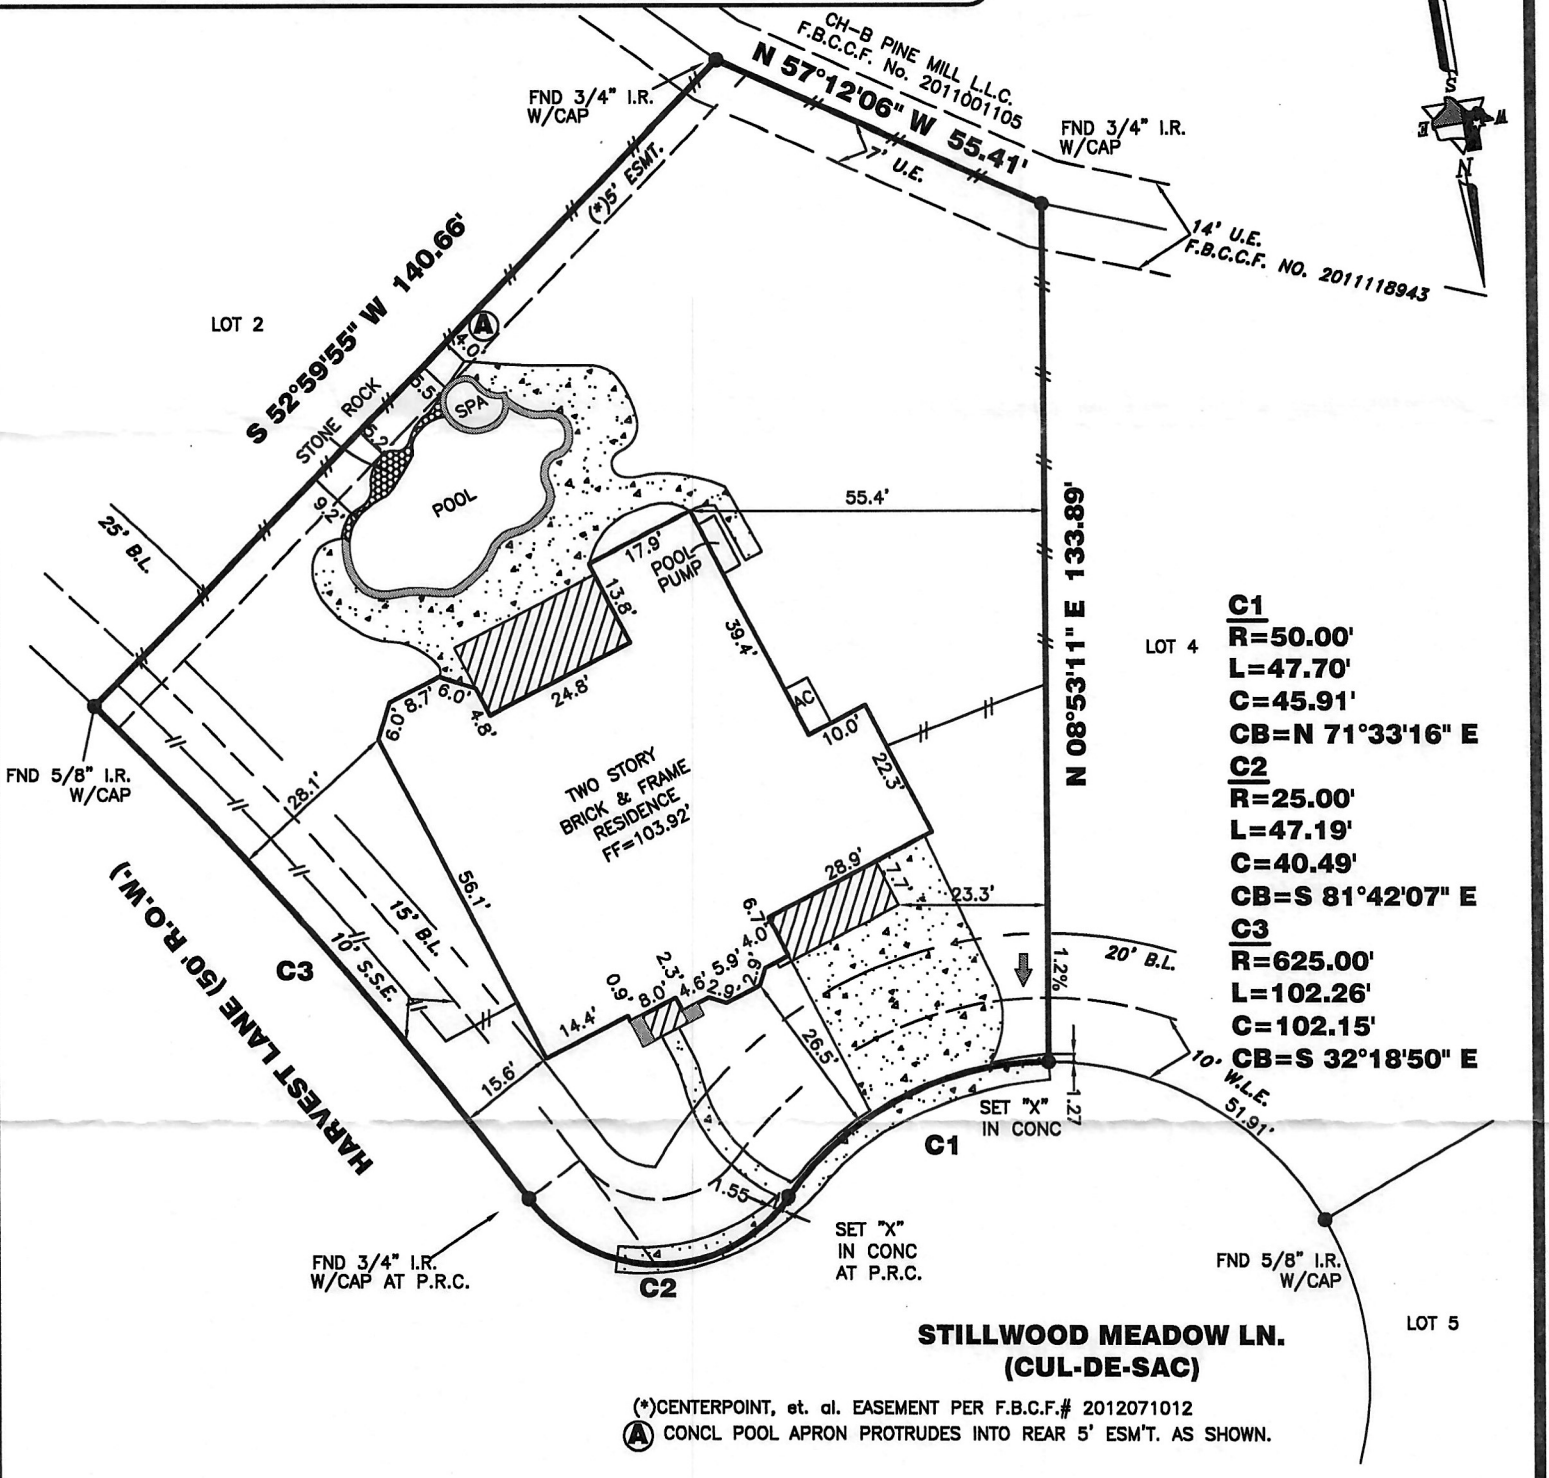 CH-B PINE MILL L.L.C.
F.B.C.C.F. No. 2011001105
N 57°12'06" W 55.41'
FND 3/4" I.R.
W/CAP
FND 3/4" I.R.
W/CAP
S
E
W
N
7' U.E.
(*)5' ESMT.
14' U.E.
F.B.C.C.F. NO. 2011118943
S 52°59'55" W 140.66'
LOT 2
A
4.0'
5.5'
STONE ROCK
5.2'
9.2'
SPA
POOL
25' B.L.
55.4'
17.9'
POOL
PUMP
13.8'
39.4'
N 08°53'11" E 133.89'
LOT 4
C1
R=50.00'
L=47.70'
C=45.91'
CB=N 71°33'16" E
C2
R=25.00'
L=47.19'
C=40.49'
CB=S 81°42'07" E
C3
R=625.00'
L=102.26'
C=102.15'
CB=S 32°18'50" E
24.8'
6.0'
8.7'
6.0'
4.8'
AC
10.0'
22.3'
FND 5/8" I.R.
W/CAP
28.1'
TWO STORY
BRICK & FRAME
RESIDENCE
FF=103.92'
56.1'
28.9'
7.7'
23.3'
6.7'
4.0'
15' B.L.
10' S.S.E.
C3
HARVEST LANE (50' R.O.W.)
0.9'
8.0'
2.3'
4.6'
5.9'
2.9'
2.9'
14.4'
26.5'
15.6'
1.2%
20' B.L.
10' W.L.E.
51.91'
1.27
SET "X"
IN CONC
C1
1.55
SET "X"
IN CONC
AT P.R.C.
FND 3/4" I.R.
W/CAP AT P.R.C.
C2
FND 5/8" I.R.
W/CAP
LOT 5
STILLWOOD MEADOW LN.
(CUL-DE-SAC)
(*)CENTERPOINT, et. al. EASEMENT PER F.B.C.F.# 2012071012
A CONCL POOL APRON PROTRUDES INTO REAR 5' ESM'T. AS SHOWN.